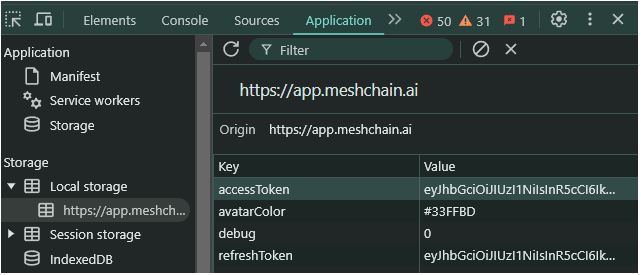 Elements Console Sources Application 50 31 1
Application
Manifest
Service workers
Storage
Storage
Local storage
https://app.meshch...
Session storage
IndexedDB
Filter
https://app.meshchain.ai
Origin https://app.meshchain.ai
Key Value
accessToken eyJhbGciOiJIUzI1NiIsInR5cCI6Ik...
avatarColor #33FFBD
debug 0
refreshToken eyJhbGciOiJIUzI1NiIsInR5cCI6Ik...